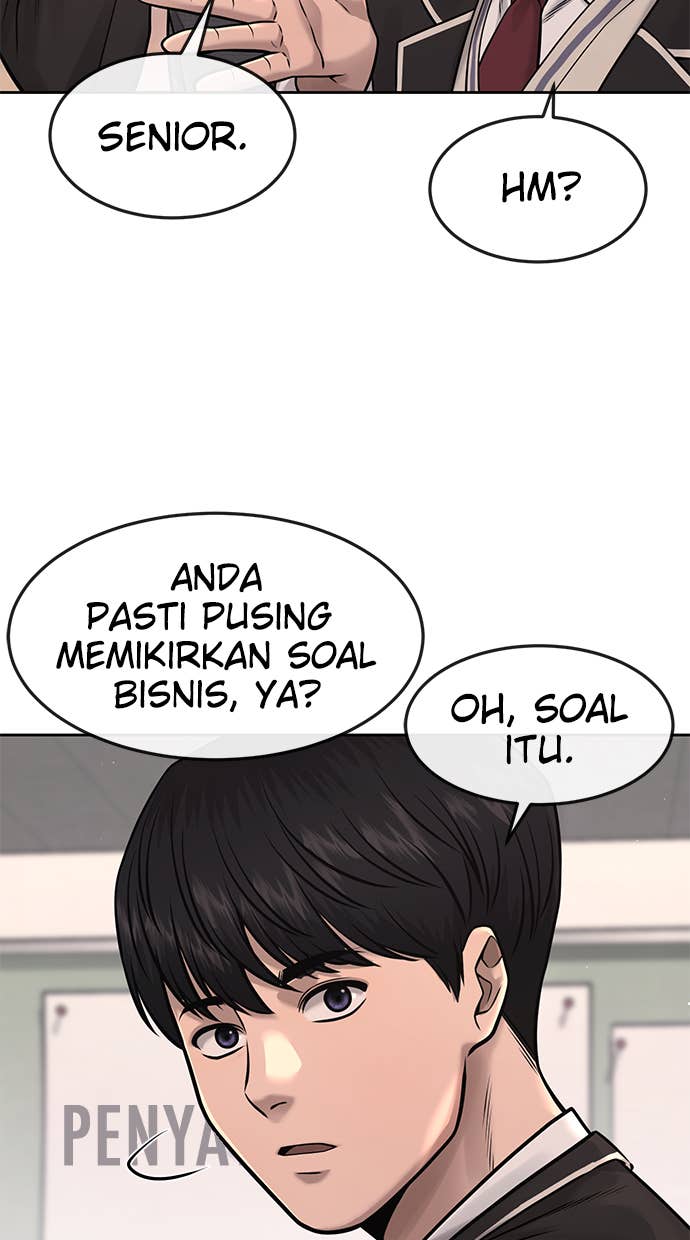 SENIOR.
HM?
ANDA
PASTI PUSING
MEMIKIRKAN SOAL
BISNIS, YA?
OH, SOAL
ITU.
PENYA